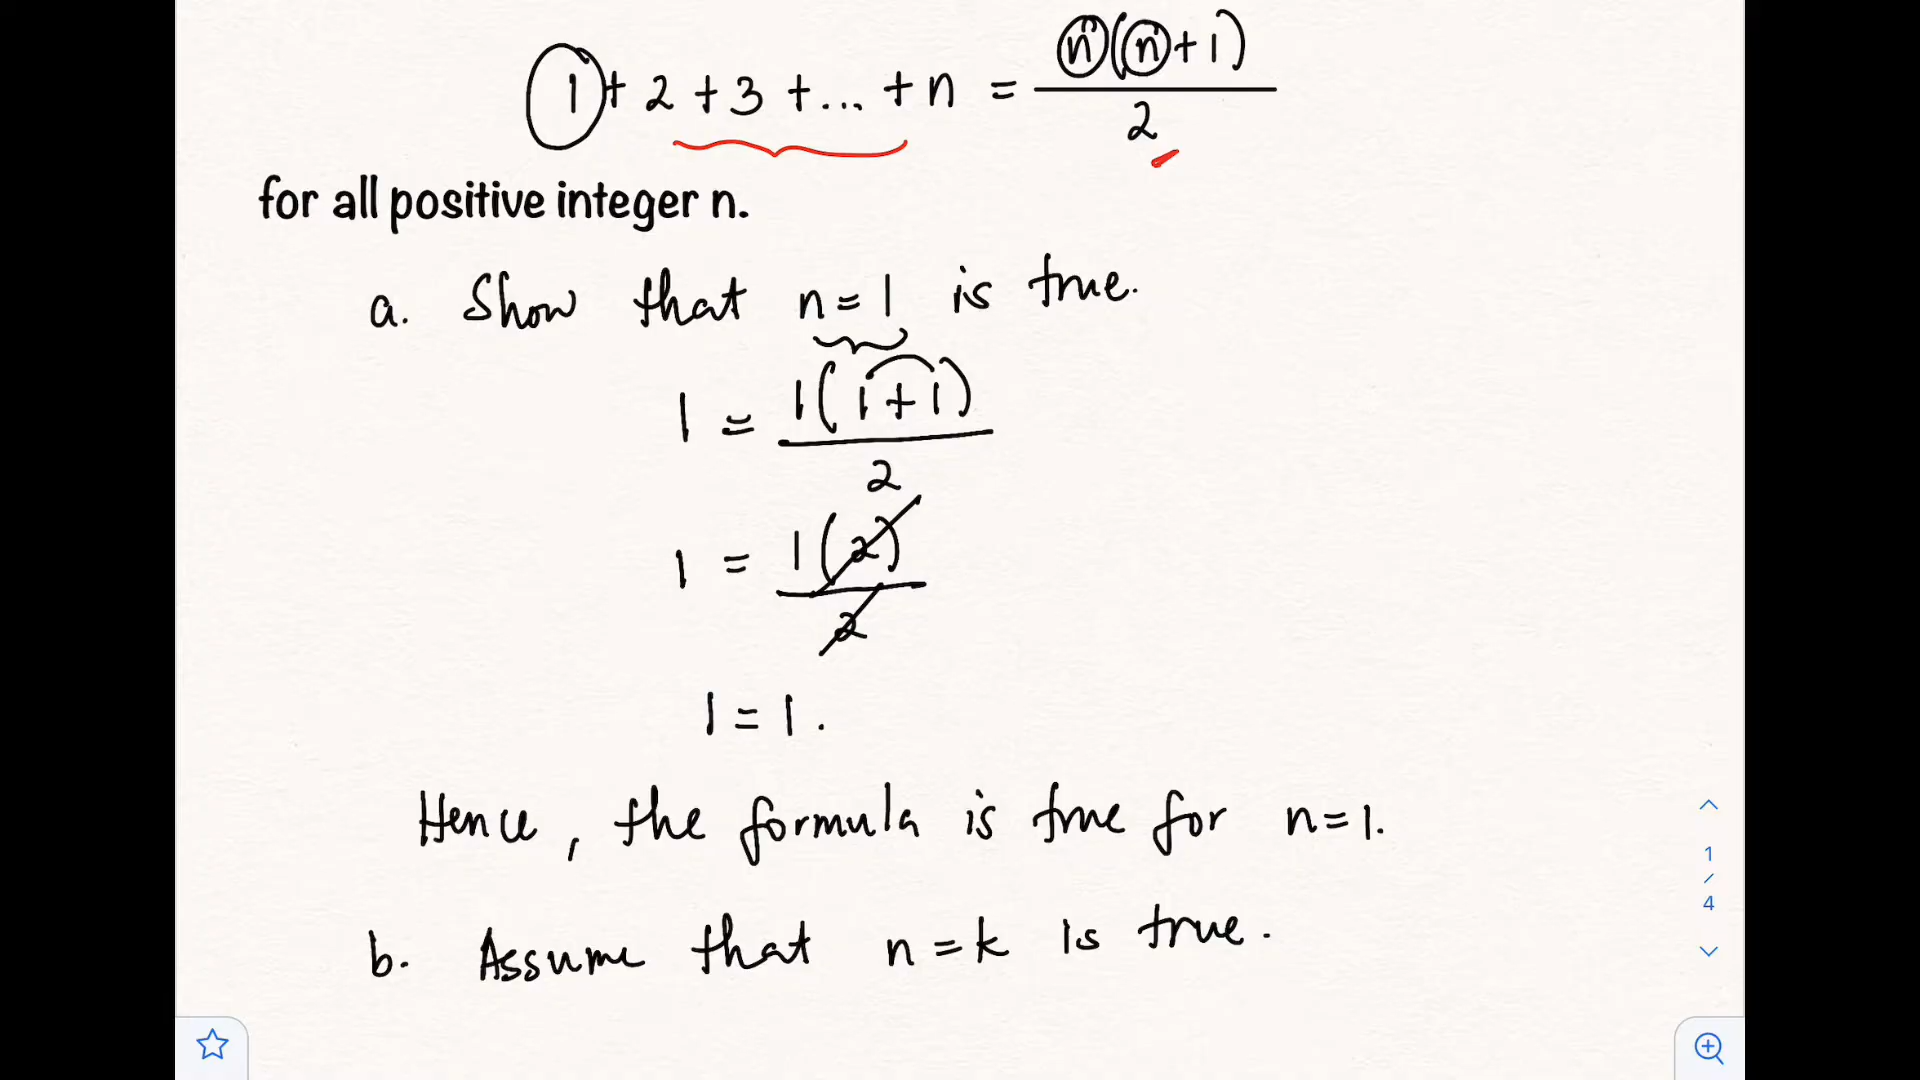 1 + 2 + 3 + ... + n = n(n+1)
2
for all positive integer n.
a. Show that n = 1 is true.
1 = 1(1+1)
2
1 = 1(2)
2
1 = 1.
Hence, the formula is true for n=1.
b. Assume that n = k is true.
1
/
4